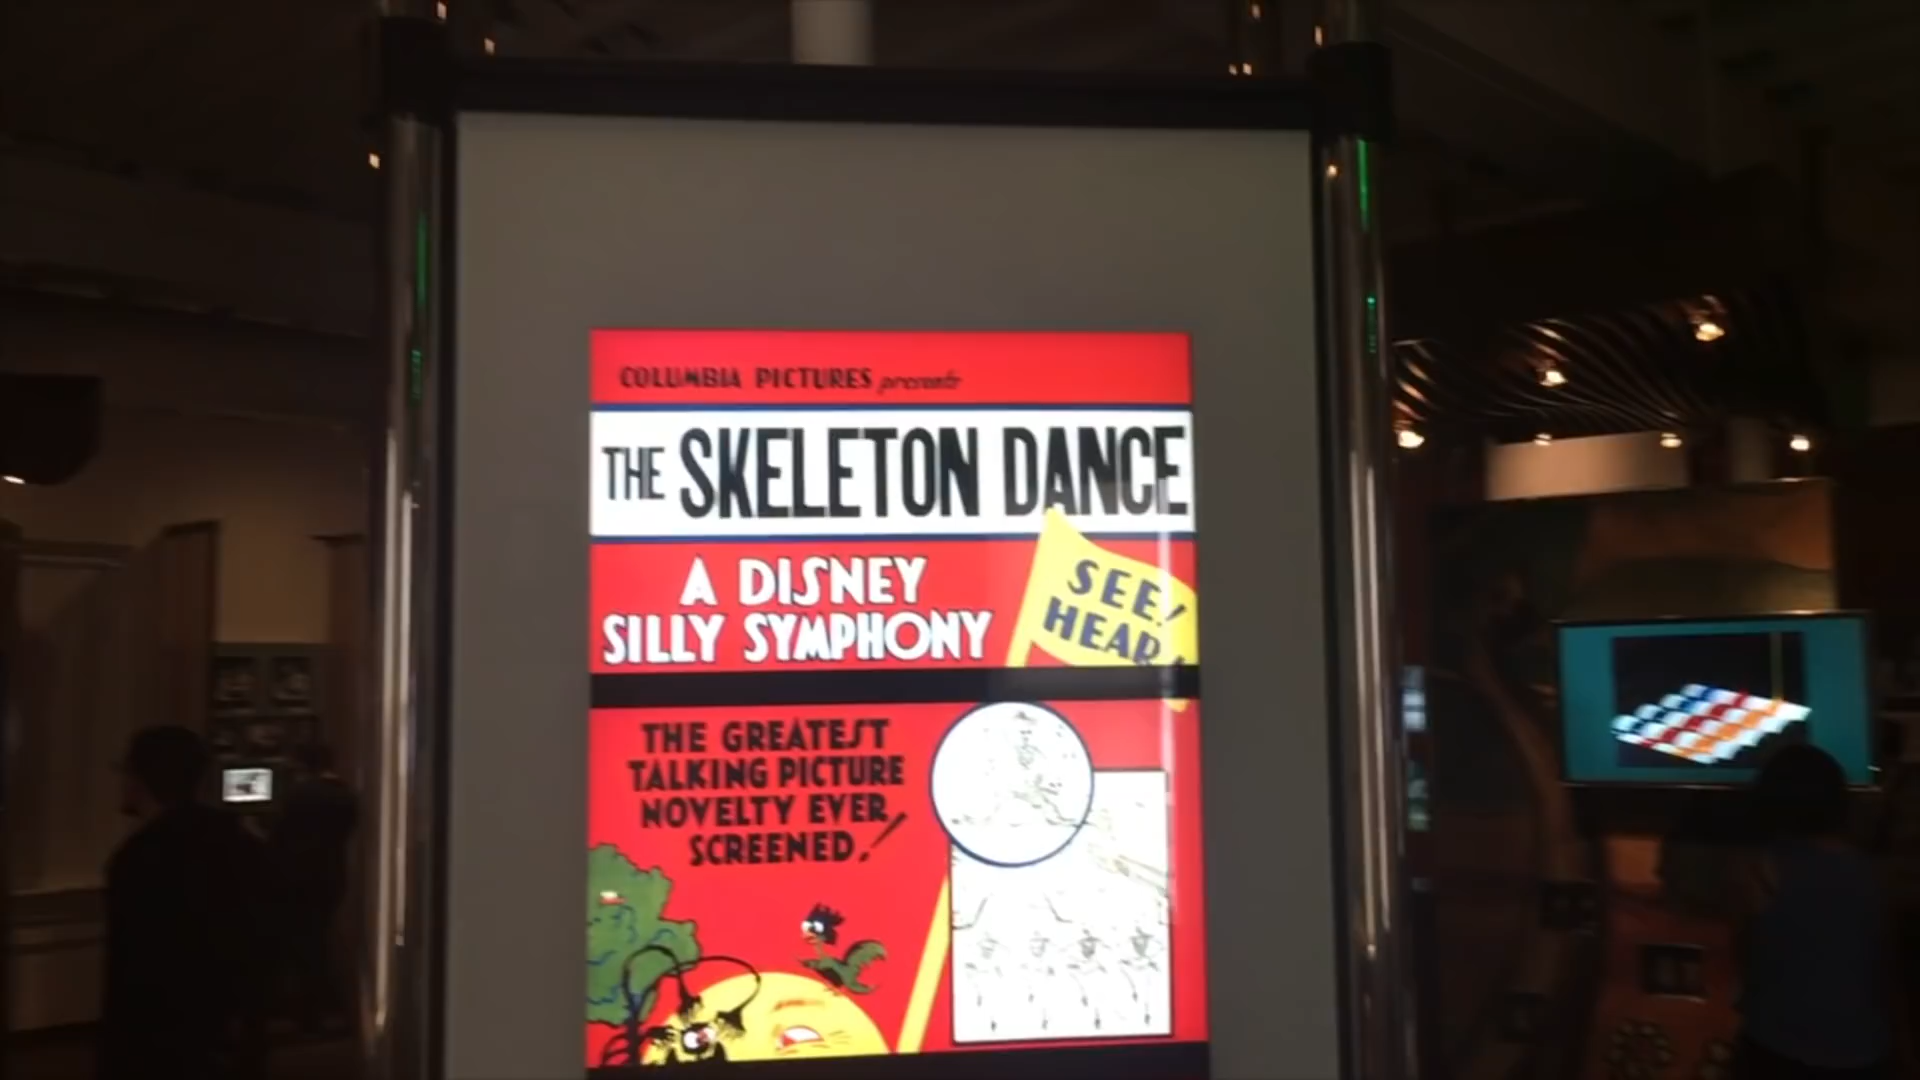 COLUMBIA PICTURES presents
THE SKELETON DANCE
A DISNEY
SILLY SYMPHONY
SEE!
HEAR!
THE GREATEST
TALKING PICTURE
NOVELTY EVER
SCREENED!